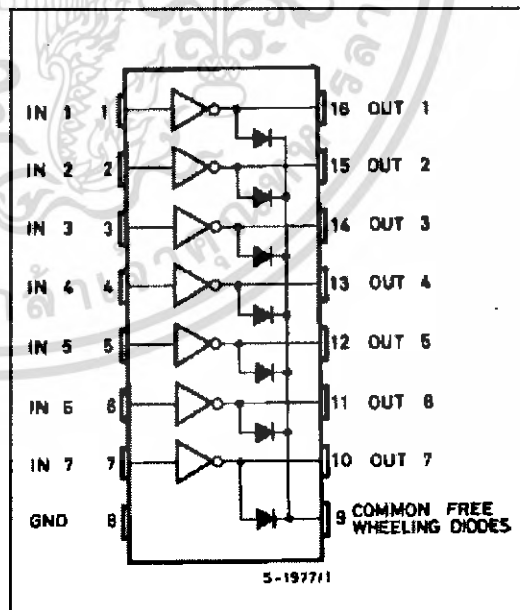 IN 1 1 16 OUT 1
IN 2 2 15 OUT 2
IN 3 3 14 OUT 3
IN 4 4 13 OUT 4
IN 5 5 12 OUT 5
IN 6 6 11 OUT 6
IN 7 7 10 OUT 7
GND 8 9 COMMON FREE
WHEELING DIODES
S-1977/1